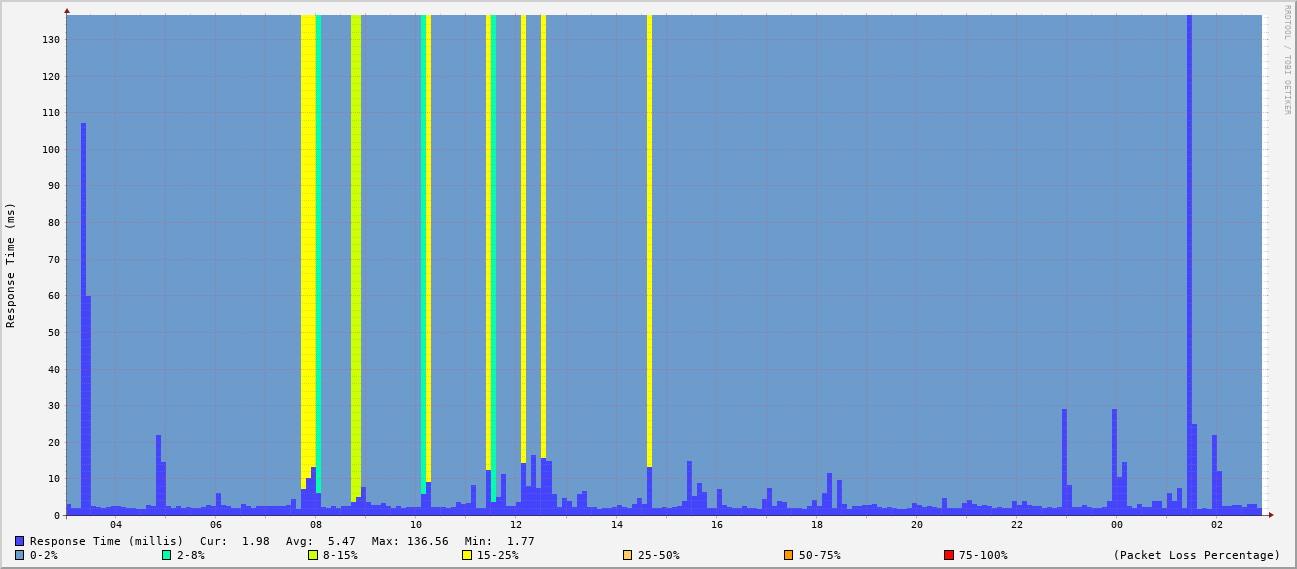 RRDTOOL / TOBI OETIKER
Response Time (ms)
130
120
110
100
90
80
70
60
50
40
30
20
10
0
04 06 08 10 12 14 16 18 20 22 00 02
Response Time (millis) Cur: 1.98 Avg: 5.47 Max: 136.56 Min: 1.77
0-2% 2-8% 8-15% 15-25% 25-50% 50-75% 75-100% (Packet Loss Percentage)